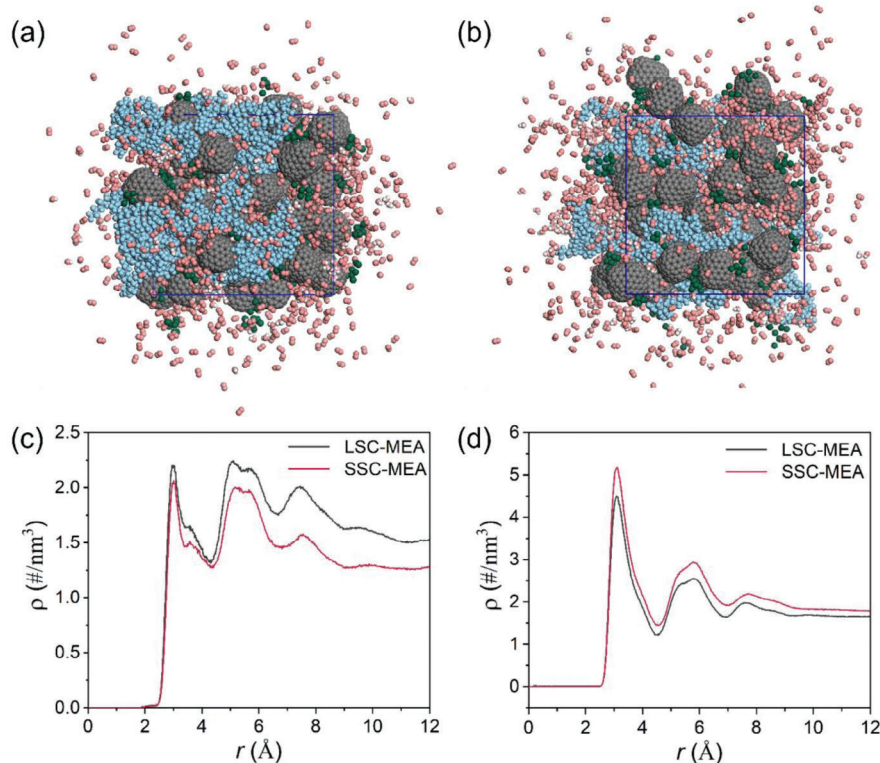 (a)
(b)
(c)
2.5
2.0
1.5
1.0
0.5
0.0
ρ (#/nm³)
LSC-MEA
SSC-MEA
0 2 4 6 8 10 12
r (Å)
(d)
6
5
4
3
2
1
0
ρ (#/nm³)
LSC-MEA
SSC-MEA
0 2 4 6 8 10 12
r (Å)